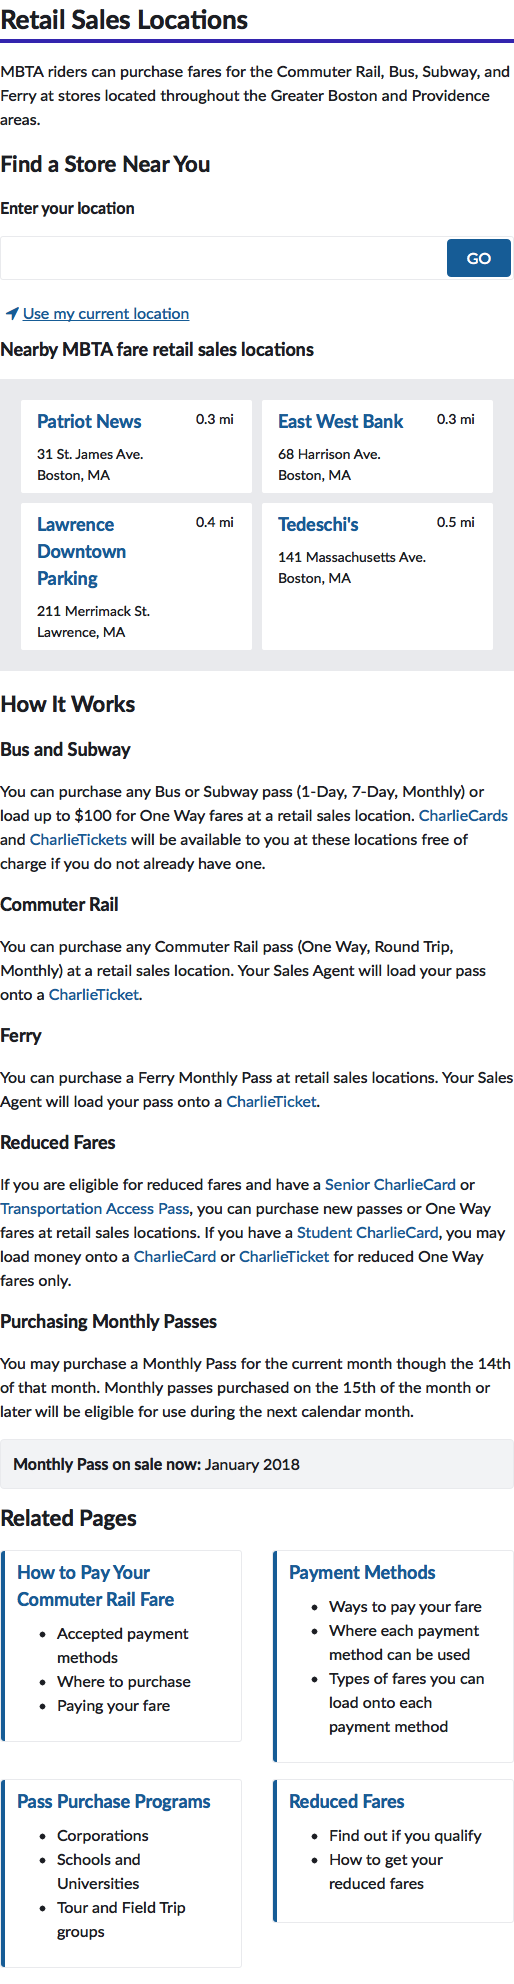 Retail Sales Locations
MBTA riders can purchase fares for the Commuter Rail, Bus, Subway, and
Ferry at stores located throughout the Greater Boston and Providence
areas.
Find a Store Near You
Enter your location
GO
Use my current location
Nearby MBTA fare retail sales locations
Patriot News 0.3 mi
31 St. James Ave.
Boston, MA
East West Bank 0.3 mi
68 Harrison Ave.
Boston, MA
Lawrence 0.4 mi
Downtown
Parking
211 Merrimack St.
Lawrence, MA
Tedeschi's 0.5 mi
141 Massachusetts Ave.
Boston, MA
How It Works
Bus and Subway
You can purchase any Bus or Subway pass (1-Day, 7-Day, Monthly) or
load up to $100 for One Way fares at a retail sales location. CharlieCards
and CharlieTickets will be available to you at these locations free of
charge if you do not already have one.
Commuter Rail
You can purchase any Commuter Rail pass (One Way, Round Trip,
Monthly) at a retail sales location. Your Sales Agent will load your pass
onto a CharlieTicket.
Ferry
You can purchase a Ferry Monthly Pass at retail sales locations. Your Sales
Agent will load your pass onto a CharlieTicket.
Reduced Fares
If you are eligible for reduced fares and have a Senior CharlieCard or
Transportation Access Pass, you can purchase new passes or One Way
fares at retail sales locations. If you have a Student CharlieCard, you may
load money onto a CharlieCard or CharlieTicket for reduced One Way
fares only.
Purchasing Monthly Passes
You may purchase a Monthly Pass for the current month though the 14th
of that month. Monthly passes purchased on the 15th of the month or
later will be eligible for use during the next calendar month.
Monthly Pass on sale now: January 2018
Related Pages
How to Pay Your
Commuter Rail Fare
• Accepted payment
methods
• Where to purchase
• Paying your fare
Payment Methods
• Ways to pay your fare
• Where each payment
method can be used
• Types of fares you can
load onto each
payment method
Pass Purchase Programs
• Corporations
• Schools and
Universities
• Tour and Field Trip
groups
Reduced Fares
• Find out if you qualify
• How to get your
reduced fares